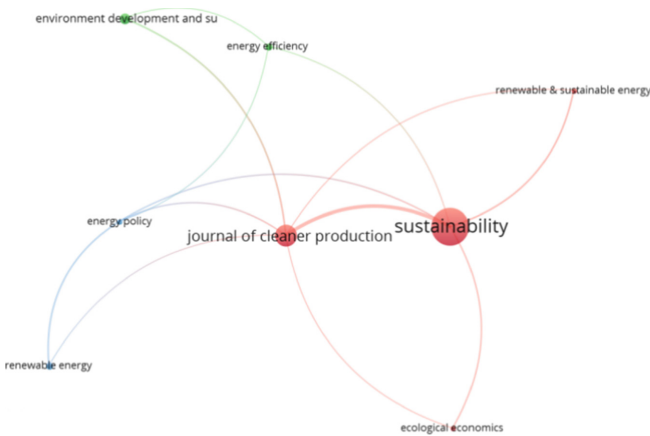 environment development and su
energy efficiency
renewable & sustainable energy
energy policy
journal of cleaner production
sustainability
renewable energy
ecological economics